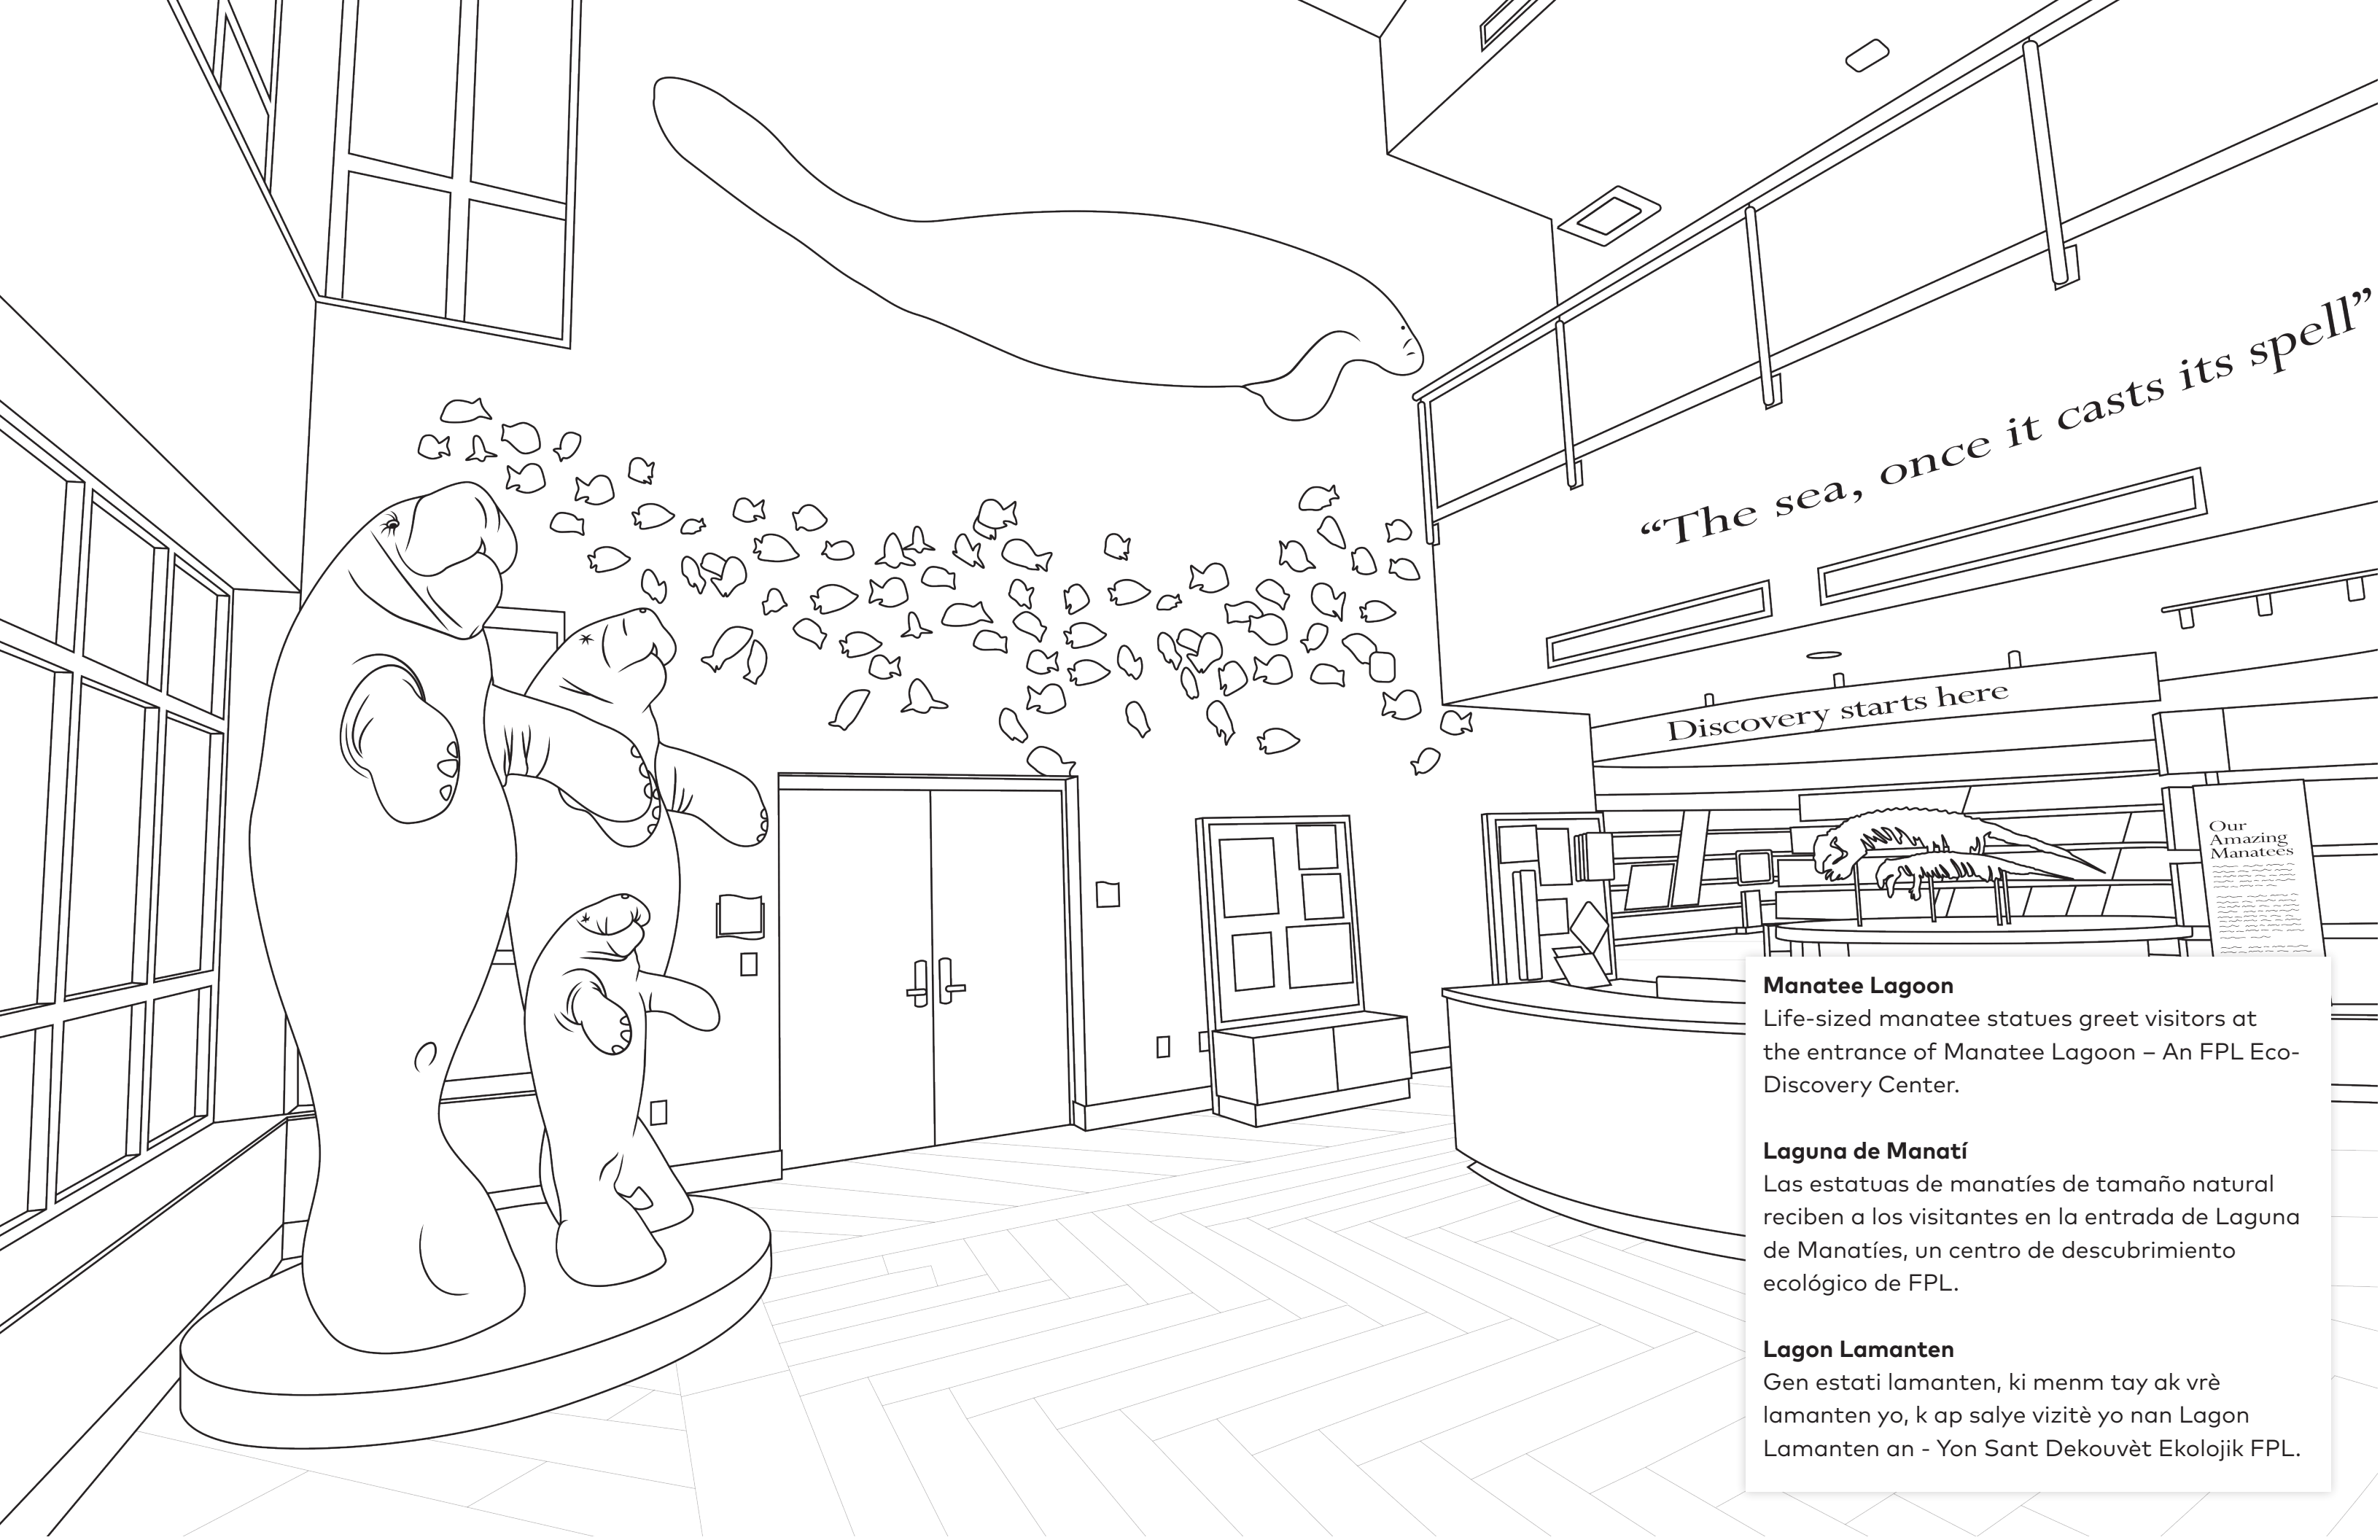 “The sea, once it casts its spell”
Discovery starts here
Our
Amazing
Manatees
Manatee Lagoon
Life-sized manatee statues greet visitors at
the entrance of Manatee Lagoon – An FPL Eco-
Discovery Center.
Laguna de Manatí
Las estatuas de manatíes de tamaño natural
reciben a los visitantes en la entrada de Laguna
de Manatíes, un centro de descubrimiento
ecológico de FPL.
Lagon Lamanten
Gen estati lamanten, ki menm tay ak vrè
lamanten yo, k ap salye vizitè yo nan Lagon
Lamanten an - Yon Sant Dekouvèt Ekolojik FPL.